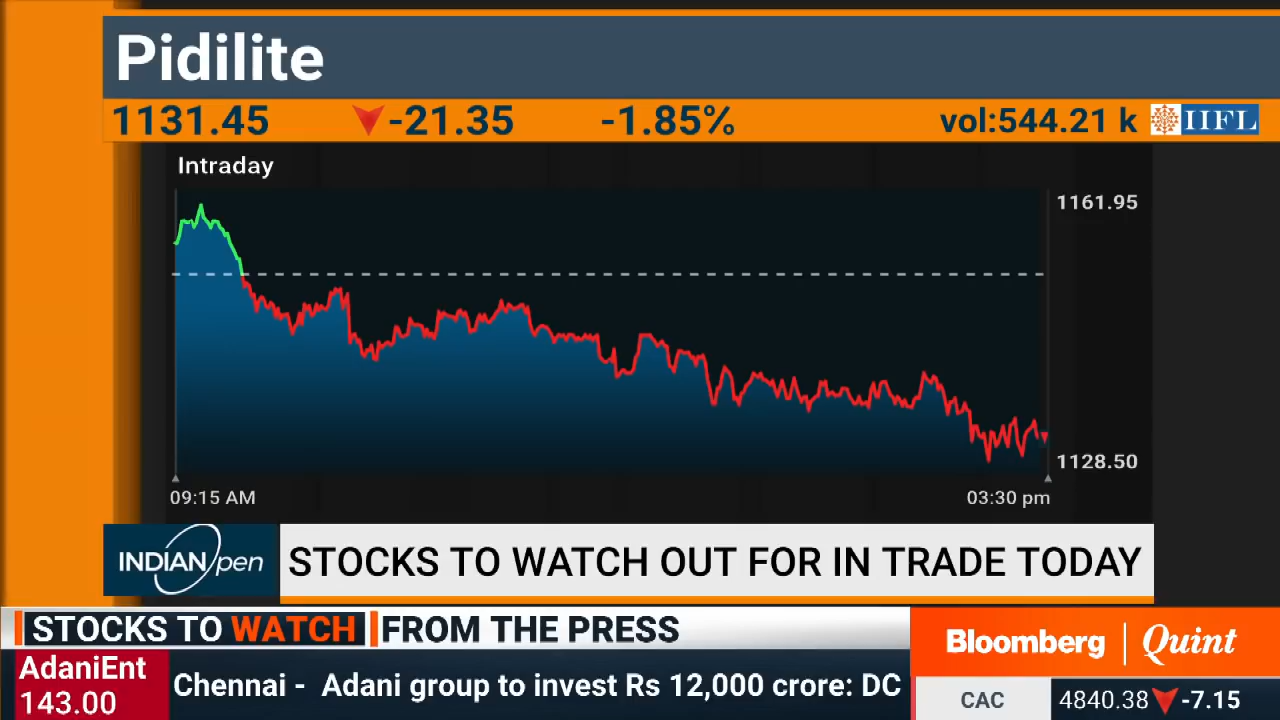 Pidilite
1131.45 -21.35 -1.85% vol:544.21 k IIFL
Intraday
1161.95
1128.50
09:15 AM 03:30 pm
INDIAN Open STOCKS TO WATCH OUT FOR IN TRADE TODAY
STOCKS TO WATCH FROM THE PRESS
Bloomberg | Quint
AdaniEnt
143.00
Chennai - Adani group to invest Rs 12,000 crore: DC
CAC 4840.38 -7.15